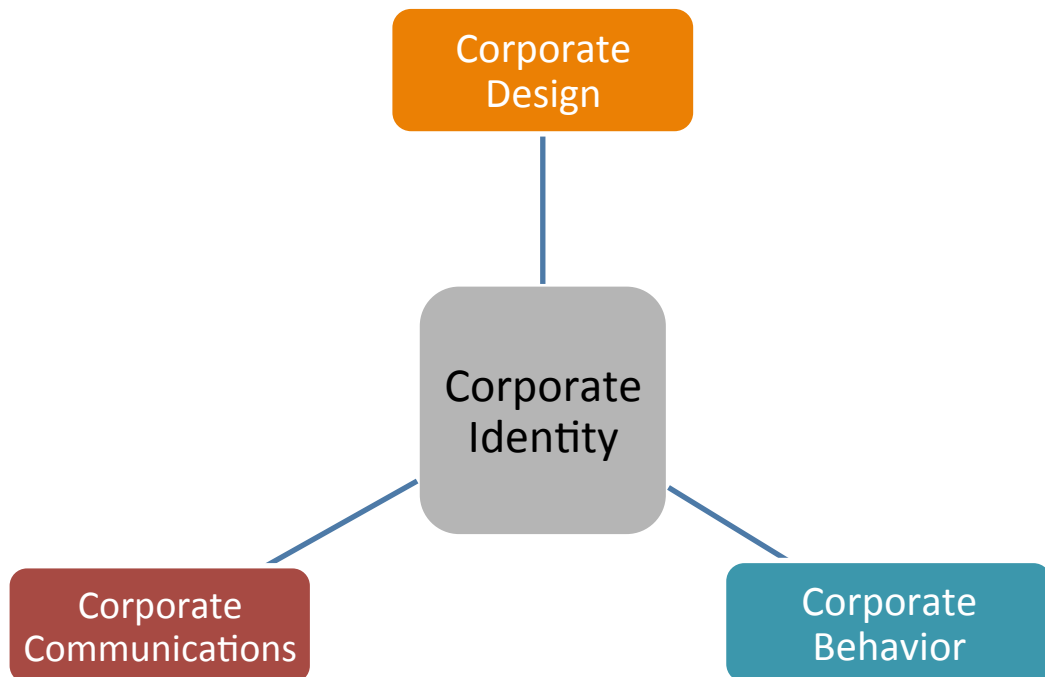 Corporate
Design
Corporate
Identity
Corporate
Communications
Corporate
Behavior